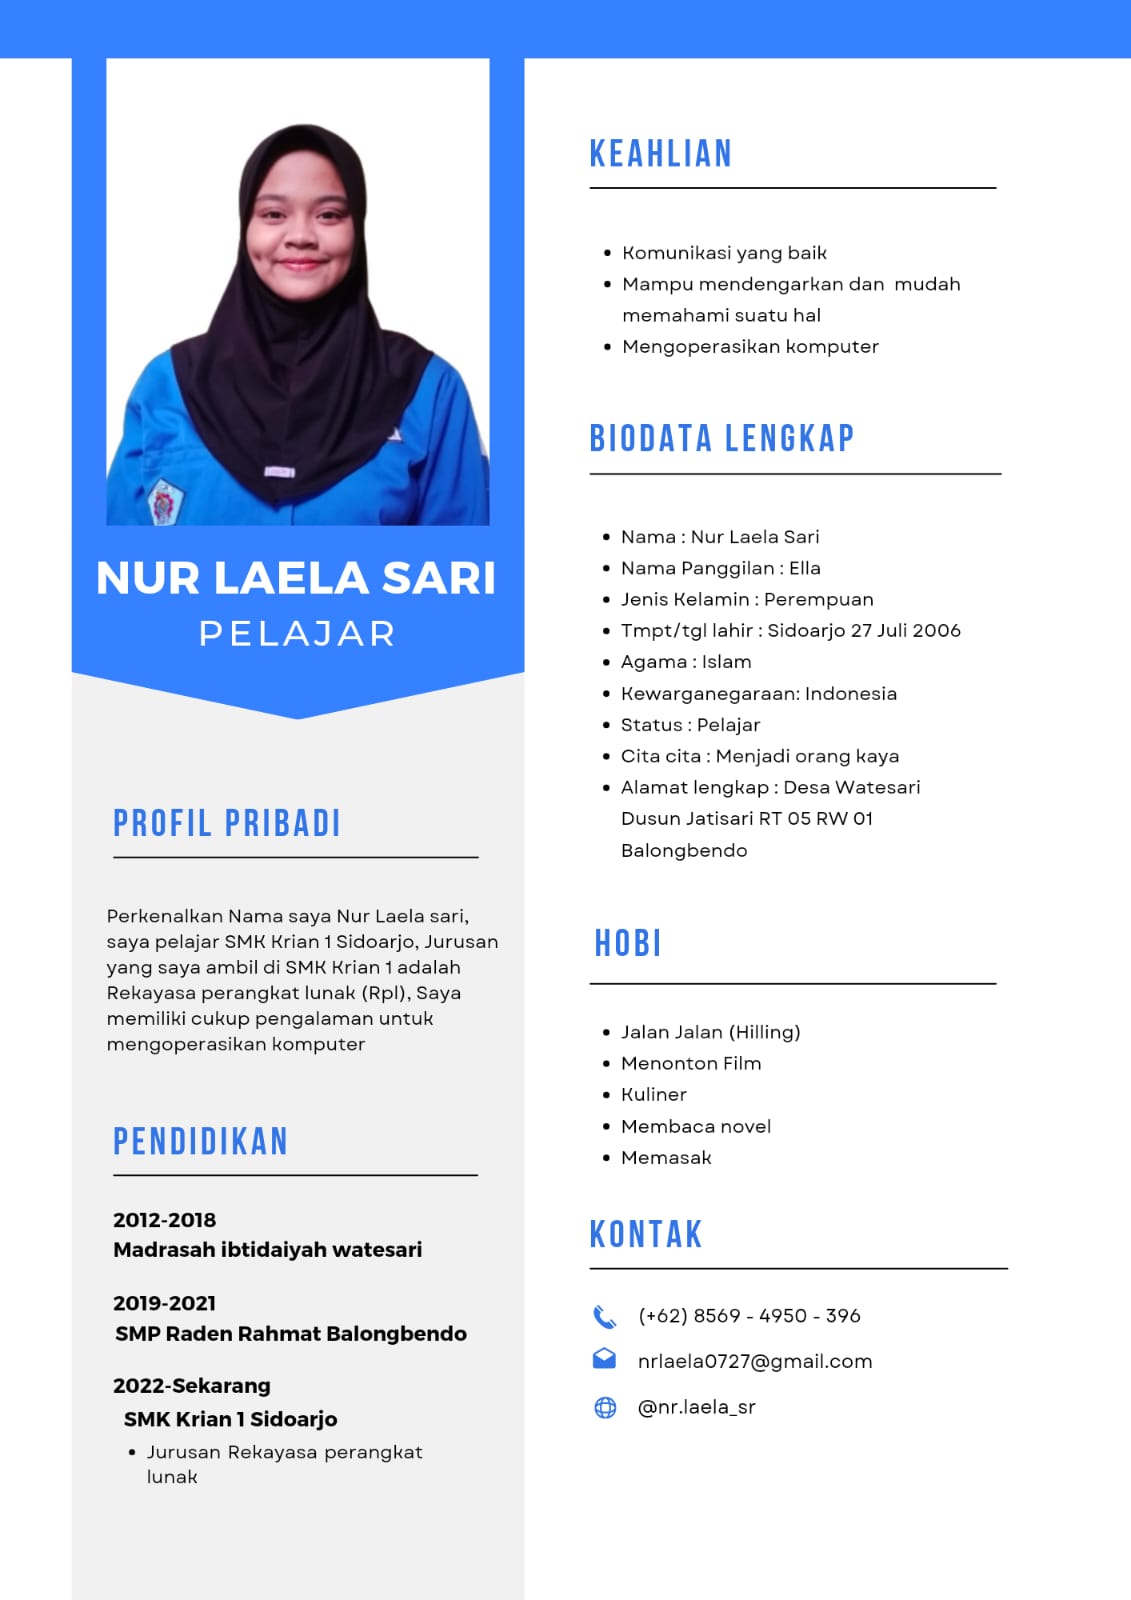 NUR LAELA SARI
PELAJAR
PROFIL PRIBADI
Perkenalkan Nama saya Nur Laela sari,
saya pelajar SMK Krian 1 Sidoarjo, Jurusan
yang saya ambil di SMK Krian 1 adalah
Rekayasa perangkat lunak (Rpl), Saya
memiliki cukup pengalaman untuk
mengoperasikan komputer
PENDIDIKAN
2012-2018
Madrasah ibtidaiyah watesari
2019-2021
SMP Raden Rahmat Balongbendo
2022-Sekarang
SMK Krian 1 Sidoarjo
• Jurusan Rekayasa perangkat
lunak
KEAHLIAN
• Komunikasi yang baik
• Mampu mendengarkan dan  mudah
memahami suatu hal
• Mengoperasikan komputer
BIODATA LENGKAP
• Nama : Nur Laela Sari
• Nama Panggilan : Ella
• Jenis Kelamin : Perempuan
• Tmpt/tgl lahir : Sidoarjo 27 Juli 2006
• Agama : Islam
• Kewarganegaraan: Indonesia
• Status : Pelajar
• Cita cita : Menjadi orang kaya
• Alamat lengkap : Desa Watesari
Dusun Jatisari RT 05 RW 01
Balongbendo
HOBI
• Jalan Jalan (Hilling)
• Menonton Film
• Kuliner
• Membaca novel
• Memasak
KONTAK
(+62) 8569 - 4950 - 396
nrlaela0727@gmail.com
@nr.laela_sr